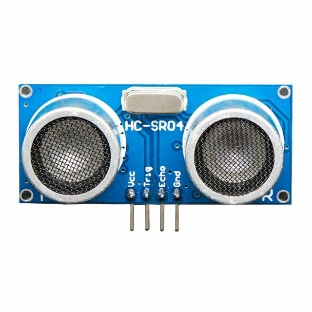 HC-SR04
Vcc
Trig
Echo
Gnd
R